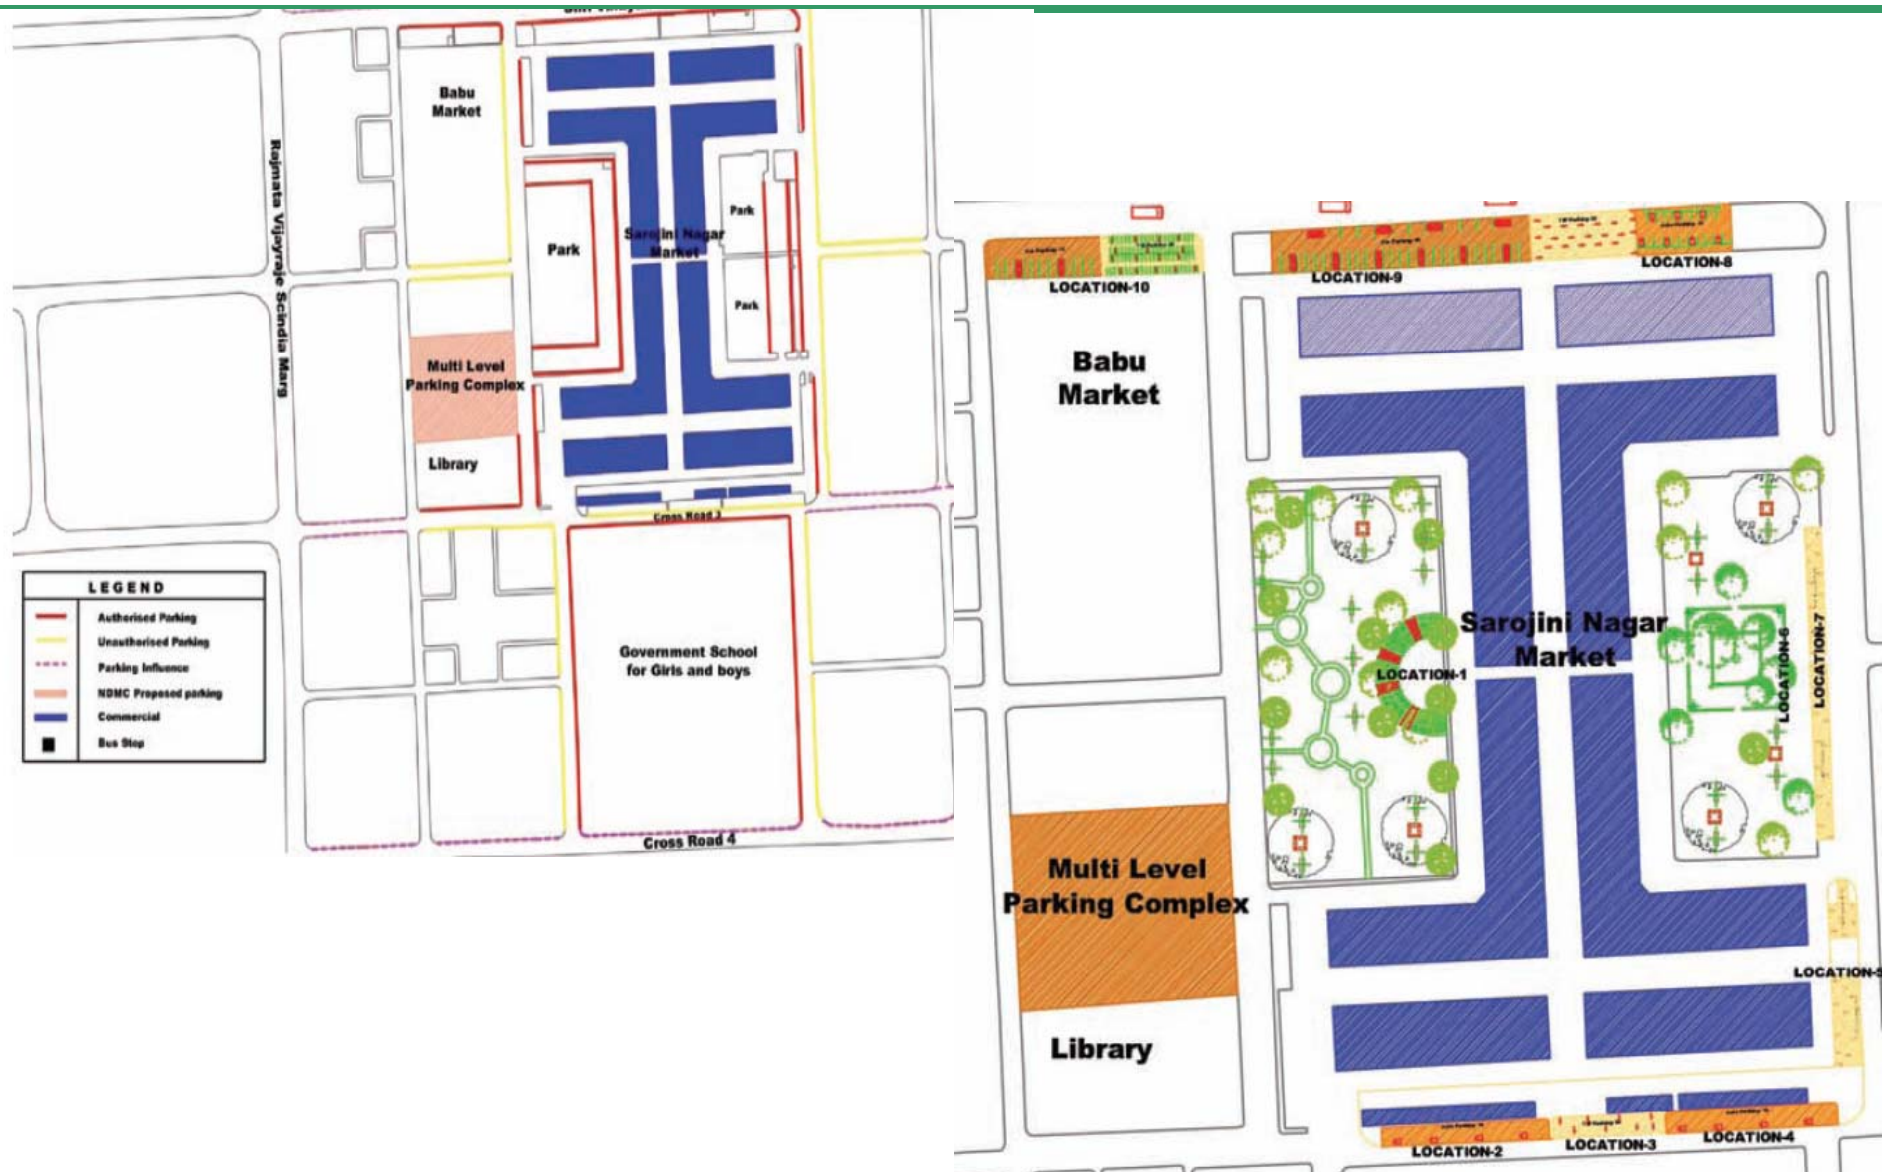 Babu
Market
Rajmata Vijayraje Scindia Marg
Park
Park
Park
Sarojini Nagar
Market
Multi Level
Parking Complex
Library
Cross Road 3
Government School
for Girls and boys
Cross Road 4
LEGEND
Authorised Parking
Unauthorised Parking
Parking Influence
NDMC Proposed parking
Commercial
Bus Stop
LOCATION-10
LOCATION-9
LOCATION-8
Babu
Market
LOCATION-1
Sarojini Nagar
Market
LOCATION-6
LOCATION-7
Multi Level
Parking Complex
LOCATION-5
Library
LOCATION-2
LOCATION-3
LOCATION-4